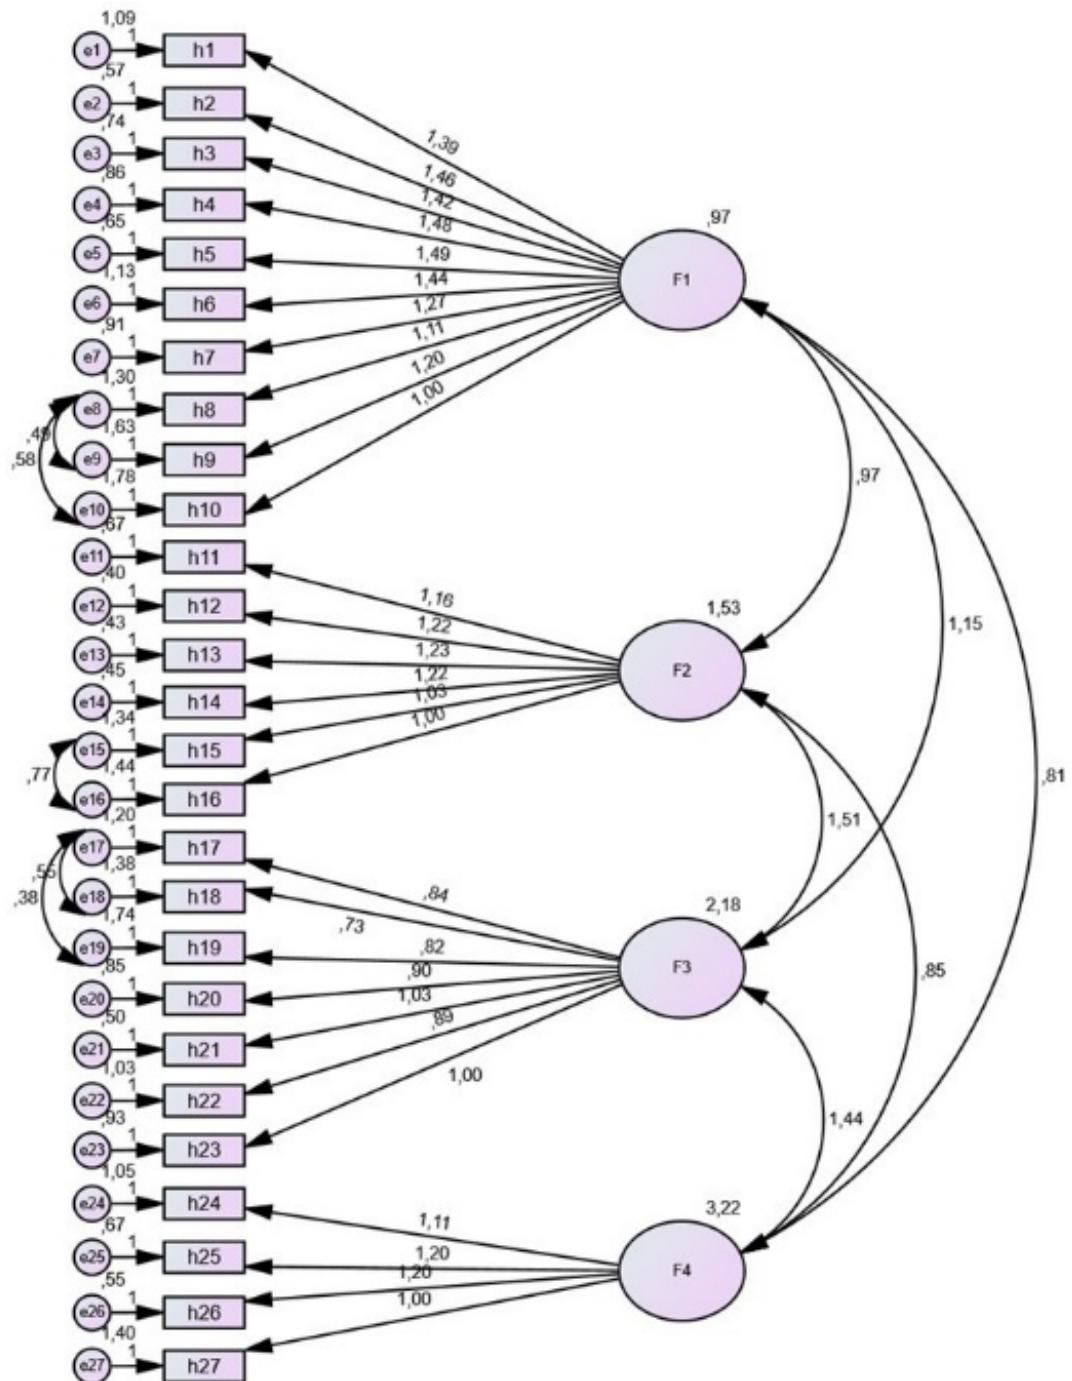 1,09
e1 1 h1
,57
e2 1 h2
,74
e3 1 h3
,86
e4 1 h4
,65
e5 1 h5
1,13
e6 1 h6
,91
e7 1 h7
1,30
e8 1 h8
1,63
e9 1 h9
1,78
e10 1 h10
,67
e11 1 h11
,40
e12 1 h12
,43
e13 1 h13
,45
e14 1 h14
1,34
e15 1 h15
1,44
e16 1 h16
1,20
e17 1 h17
1,38
e18 1 h18
1,74
e19 1 h19
,85
e20 1 h20
,50
e21 1 h21
1,03
e22 1 h22
,93
e23 1 h23
1,05
e24 1 h24
,67
e25 1 h25
,55
e26 1 h26
1,40
e27 1 h27
,49
,58
,77
,55
,38
1,39
1,46
1,42
1,48
1,49
1,44
1,27
1,11
1,20
1,00
,97
F1
1,16
1,22
1,23
1,22
1,03
1,00
1,53
F2
,84
,73
,82
,90
1,03
,89
1,00
2,18
F3
1,11
1,20
1,20
1,00
3,22
F4
,97
1,15
,81
1,51
,85
1,44